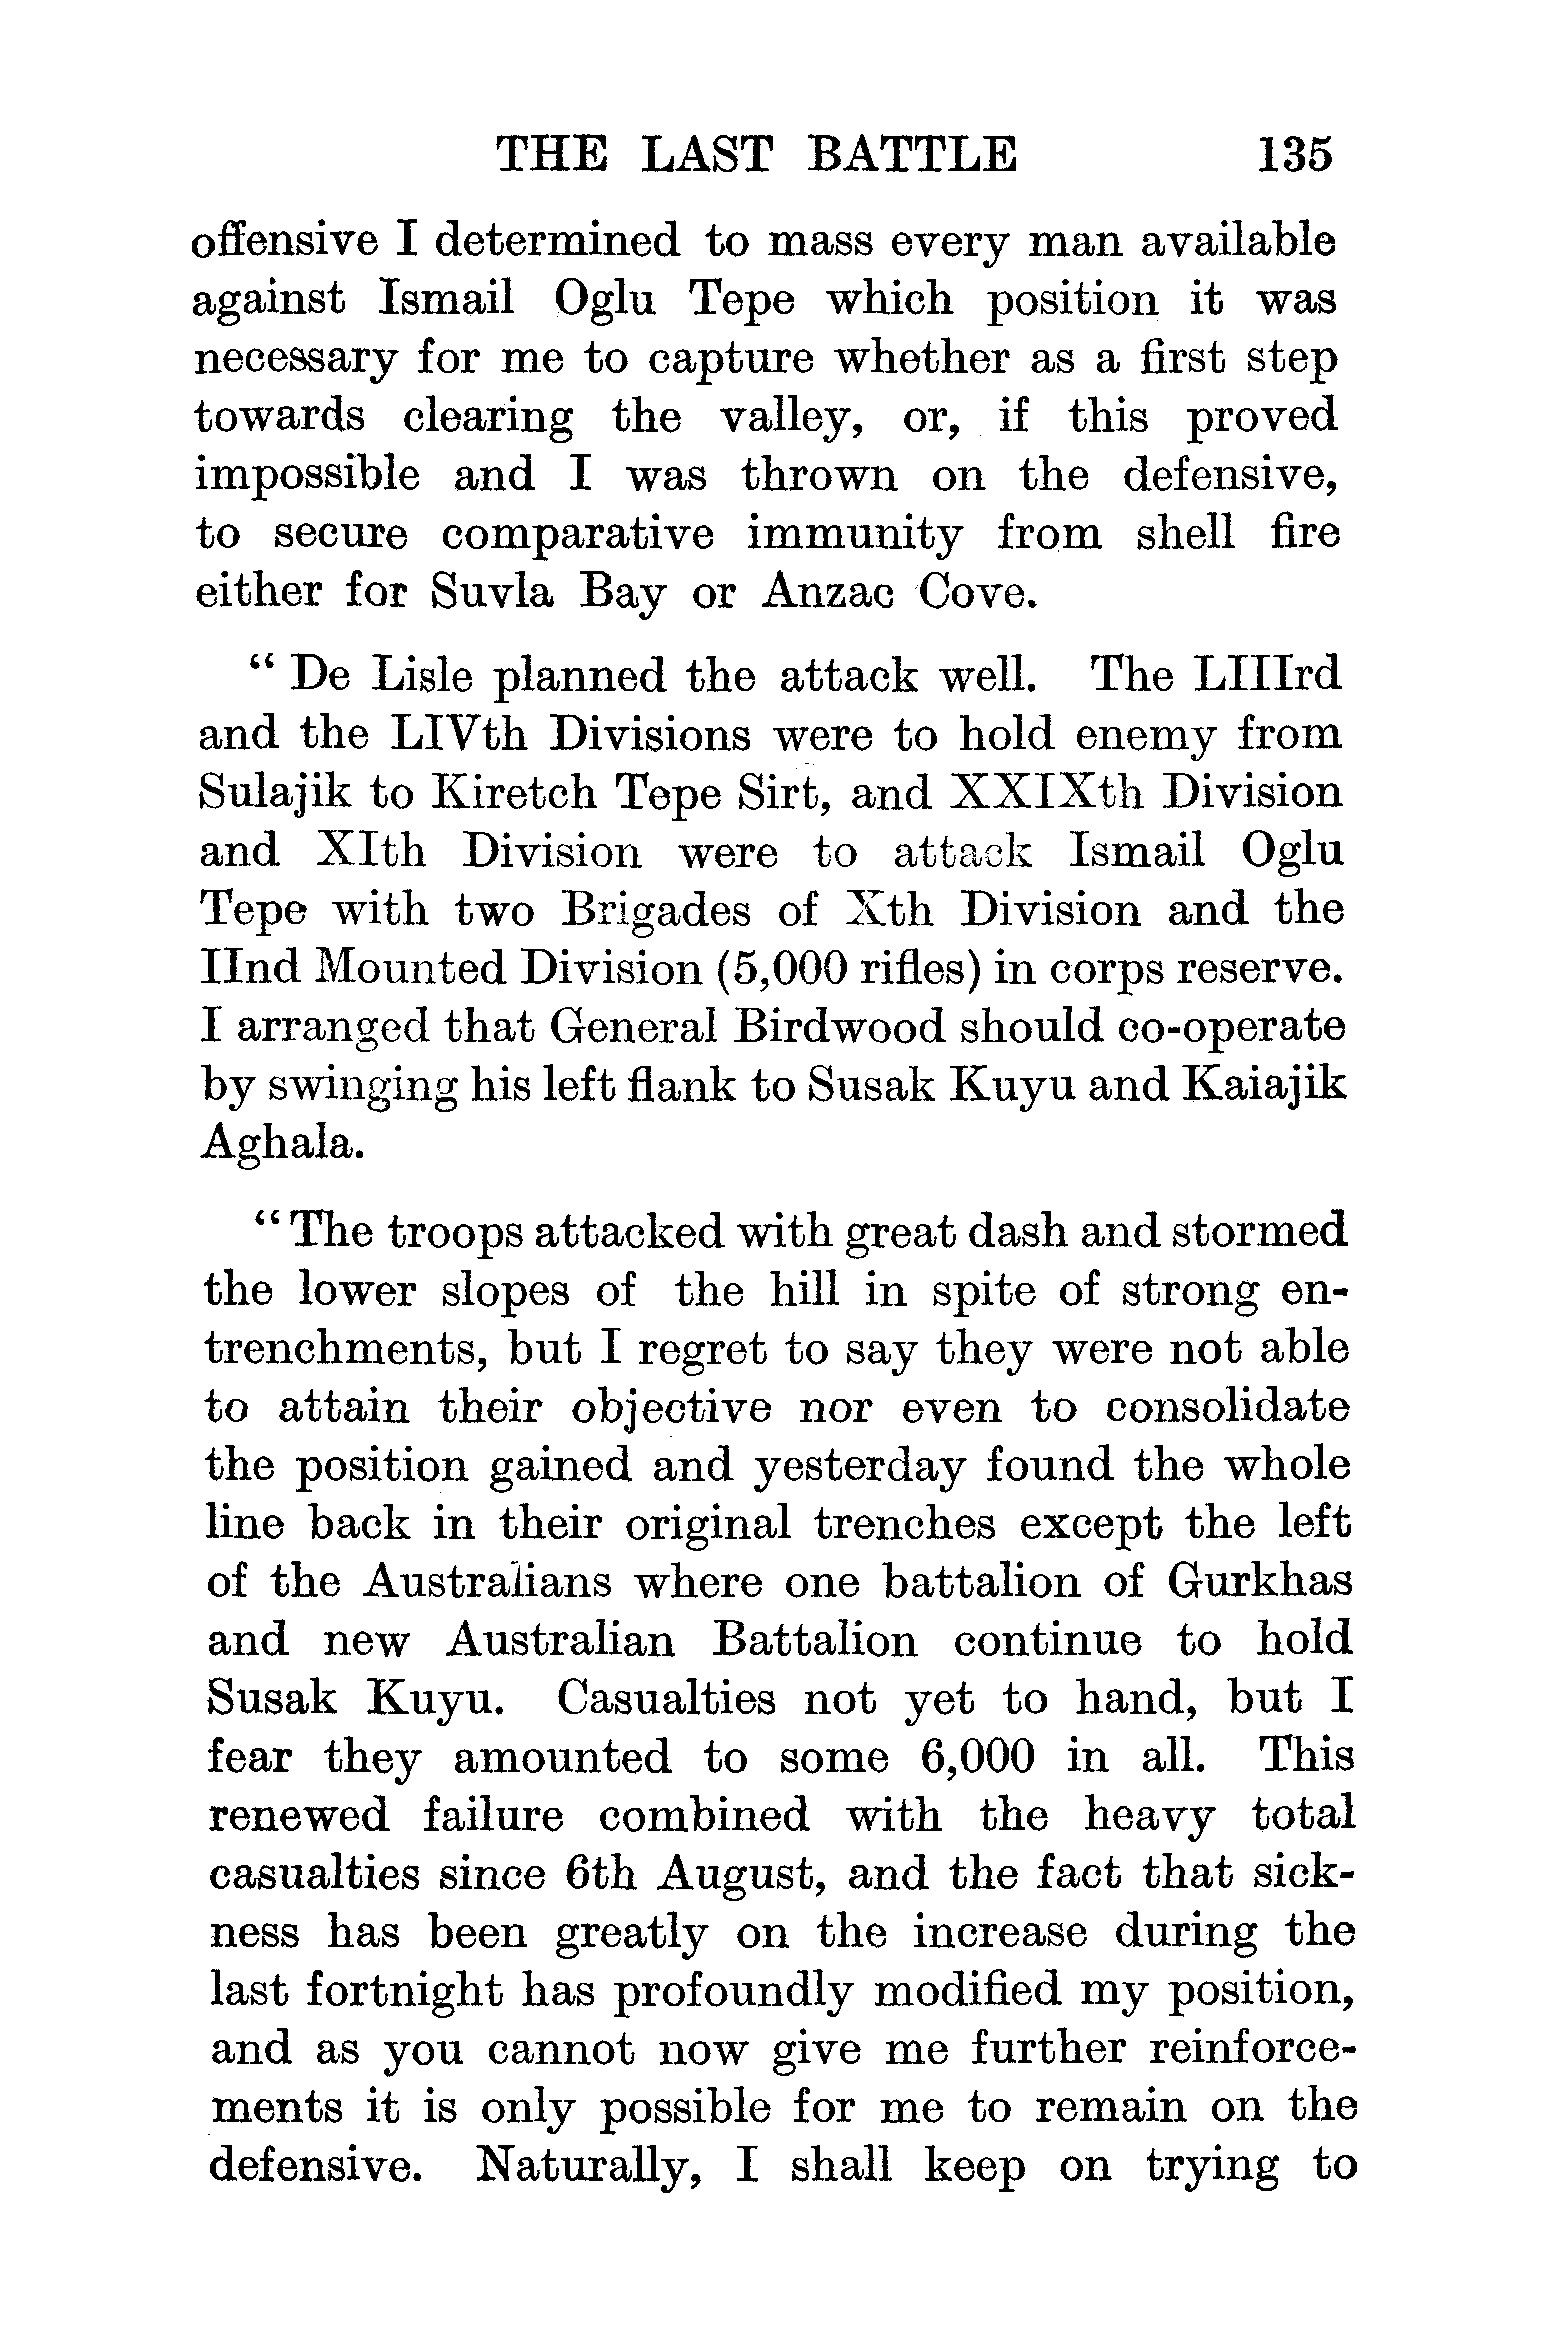 THE LAST BATTLE 135
offensive I determined to mass every man available
against Ismail Oglu Tepe which position it was
necessary for me to capture whether as a first step
towards clearing the valley, or, if this proved
impossible and I was thrown on the defensive,
to secure comparative immunity from shell fire
either for Suvla Bay or Anzac Cove.
“ De Lisle planned the attack well. The LIIIrd
and the LIVth Divisions were to hold enemy from
Sulajik to Kiretch Tepe Sirt, and XXIXth Division
and XIth Division were to attack Ismail Oglu
Tepe with two Brigades of Xth Division and the
IInd Mounted Division (5,000 rifles) in corps reserve.
I arranged that General Birdwood should co-operate
by swinging his left flank to Susak Kuyu and Kaiajik
Aghala.
“ The troops attacked with great dash and stormed
the lower slopes of the hill in spite of strong en-
trenchments, but I regret to say they were not able
to attain their objective nor even to consolidate
the position gained and yesterday found the whole
line back in their original trenches except the left
of the Australians where one battalion of Gurkhas
and new Australian Battalion continue to hold
Susak Kuyu. Casualties not yet to hand, but I
fear they amounted to some 6,000 in all. This
renewed failure combined with the heavy total
casualties since 6th August, and the fact that sick-
ness has been greatly on the increase during the
last fortnight has profoundly modified my position,
and as you cannot now give me further reinforce-
ments it is only possible for me to remain on the
defensive. Naturally, I shall keep on trying to